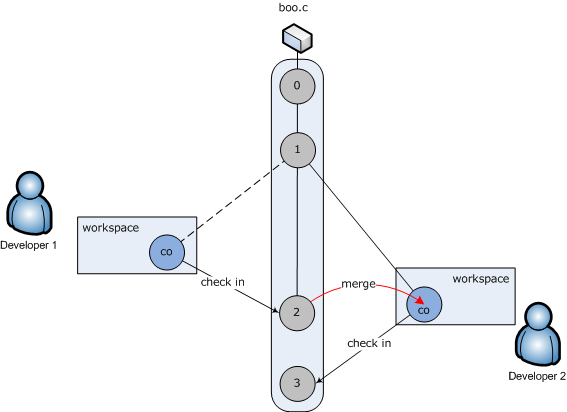 boo.c
0
1
Developer 1
workspace
co
check in
2
merge
workspace
co
check in
3
Developer 2